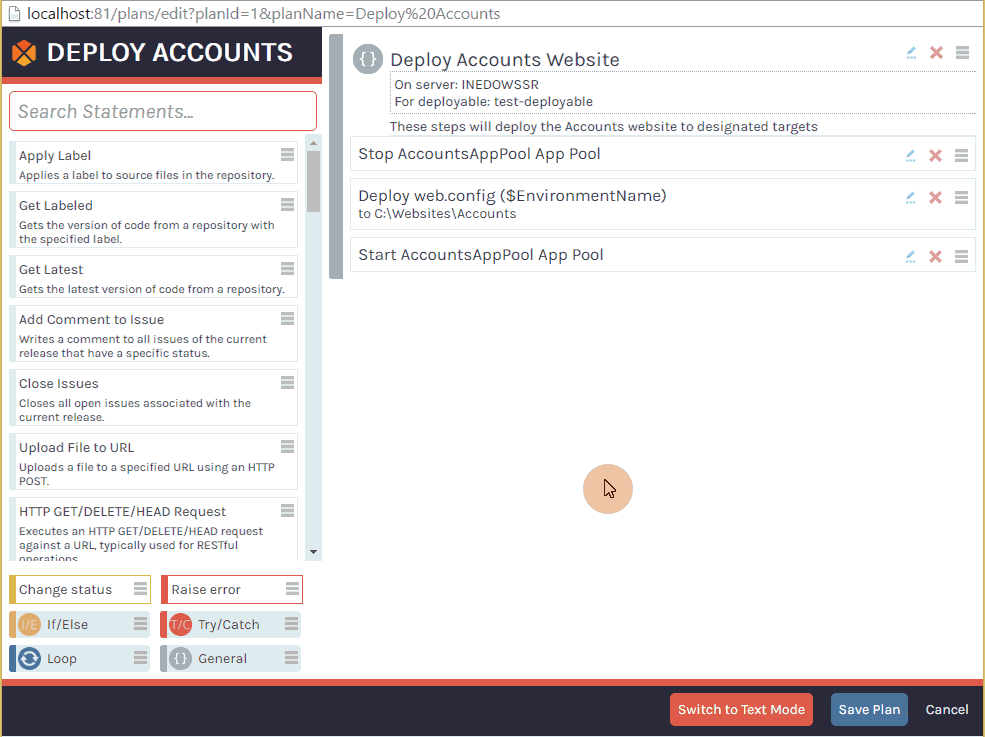 localhost:81/plans/edit?planId=1&planName=Deploy%20Accounts
DEPLOY ACCOUNTS
Search Statements...
Apply Label
Applies a label to source files in the repository.
Get Labeled
Gets the version of code from a repository with
the specified label.
Get Latest
Gets the latest version of code from a repository.
Add Comment to Issue
Writes a comment to all issues of the current
release that have a specific status.
Close Issues
Closes all open issues associated with the
current release.
Upload File to URL
Uploads a file to a specified URL using an HTTP
POST.
HTTP GET/DELETE/HEAD Request
Executes an HTTP GET/DELETE/HEAD request
against a URL, typically used for RESTful
operations
Change status
Raise error
I/E If/Else
T/C Try/Catch
Loop
{} General
{} Deploy Accounts Website
On server: INEDOWSSR
For deployable: test-deployable
These steps will deploy the Accounts website to designated targets
Stop AccountsAppPool App Pool
Deploy web.config ($EnvironmentName)
to C:\Websites\Accounts
Start AccountsAppPool App Pool
Switch to Text Mode
Save Plan
Cancel